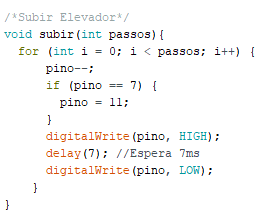 /*Subir Elevador*/
void subir(int passos){
  for (int i = 0; i < passos; i++) {
      pino--;
      if (pino == 7) {
        pino = 11;
      }
      digitalWrite(pino, HIGH);
      delay(7); //Espera 7ms
      digitalWrite(pino, LOW);
    }
}